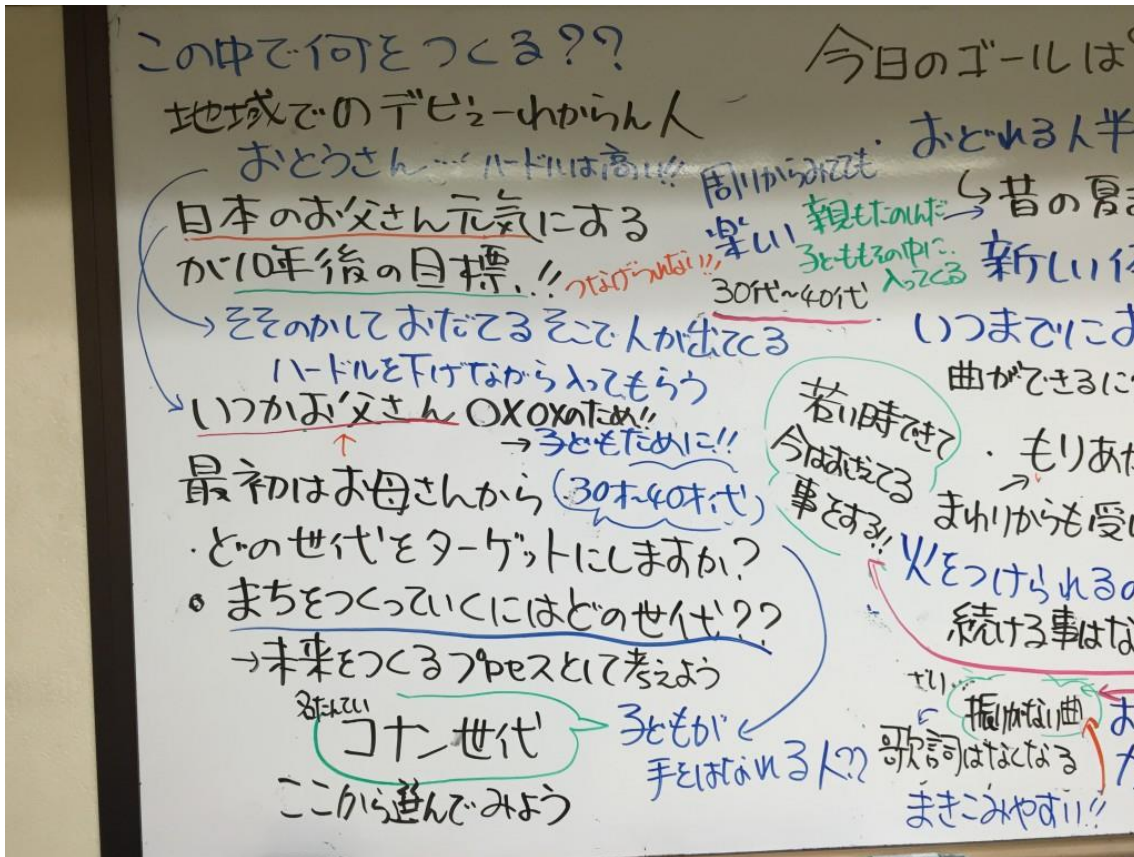 この中で何をつくる??
地域でのデビューわからん人
おとうさん…ハードルは高い!!
日本のお父さん元気にする
が10年後の目標!!
つなげられない!!
→そそのかしておだてるそこで人が出てくる
ハードルを下げながら入ってもらう
いつかお父さん〇×〇×のため!!
→子どもために!!
最初はお母さんから(30才~40才代)
・どの世代をターゲットにしますか?
・まちをつくっていくにはどの世代??
→未来をつくるプロセスとして考えよう
名たんてい
コナン世代
子どもが
手をはなれる人??
ここから選んでみよう
周りからみてても
楽しい
親もたのんだ
子どももその中に
入ってくる
30代~40代
若い時できて
今は
事をする!!
今日のゴールは
・おどれる人半
→昔の夏
新しい
いつまでにお
曲ができるに
・もりあ
まわりからも受
火をつけられるの
続ける事はな
振りがない曲
歌詞はなくなる
まきこみやすい!!